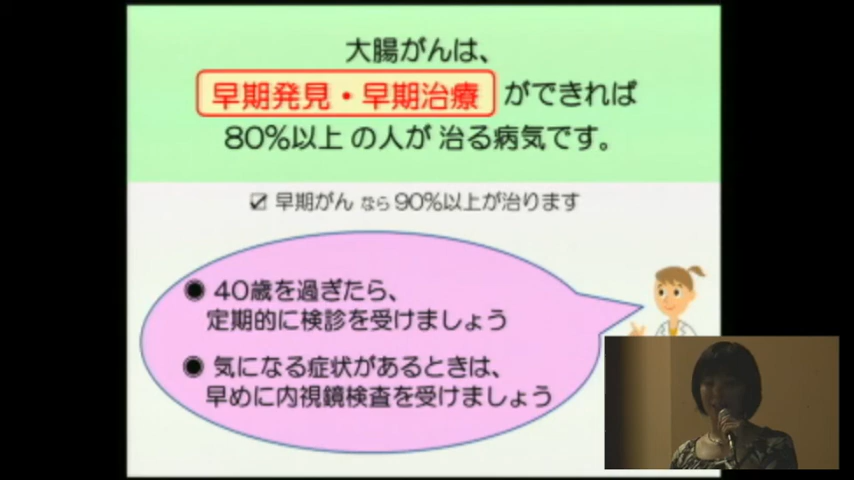 大腸がんは、
早期発見・早期治療 ができれば
80％以上 の人が 治る病気です。
☑ 早期がん なら 90％以上が治ります
● 40歳を過ぎたら、
定期的に検診を受けましょう
● 気になる症状があるときは、
早めに内視鏡検査を受けましょう